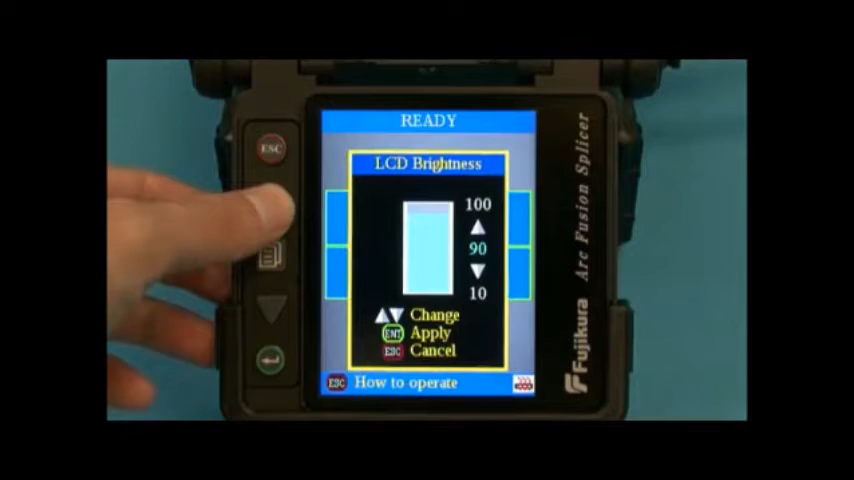 READY
ESC
LCD Brightness
100
90
10
Change
ENT Apply
ESC Cancel
ESC How to operate
Arc Fusion Splicer
Fujikura